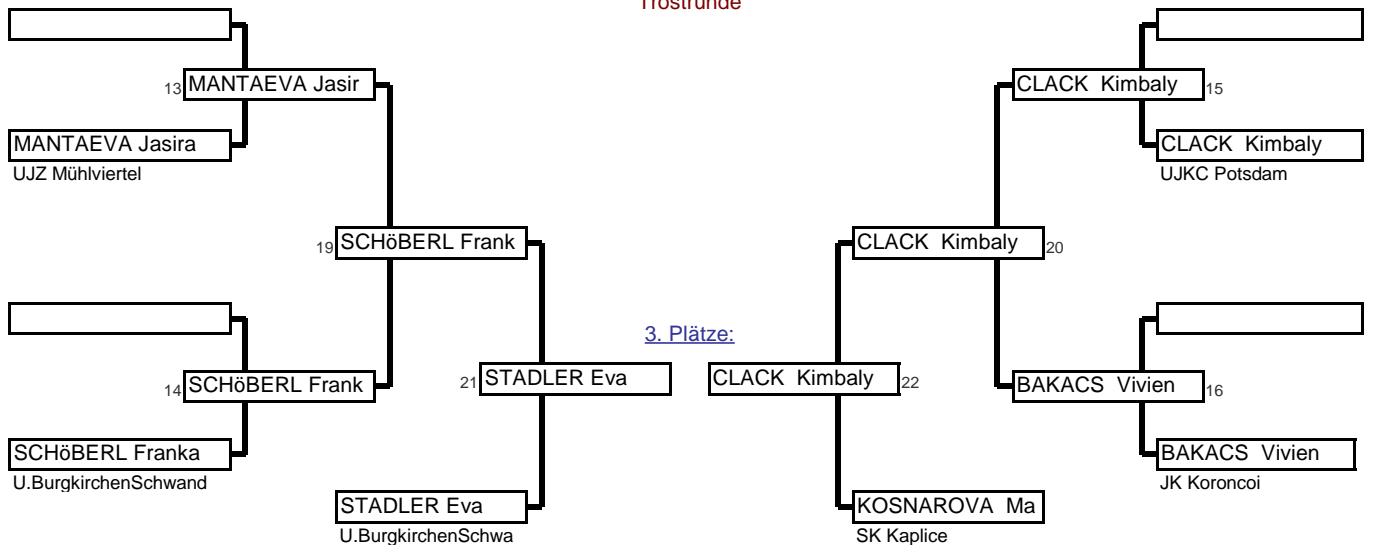 Trostrunde
13 MANTAEVA Jasir
CLACK Kimbaly 15
MANTAEVA Jasira
CLACK Kimbaly
UJZ Mühlviertel
UJKC Potsdam
19 SCHöBERL Frank
CLACK Kimbaly 20
3. Plätze:
14 SCHöBERL Frank
21 STADLER Eva
CLACK Kimbaly 22
BAKACS Vivien 16
SCHöBERL Franka
BAKACS Vivien
U.BurgkirchenSchwand
JK Koroncoi
STADLER Eva
KOSNAROVA Ma
U.BurgkirchenSchwa
SK Kaplice